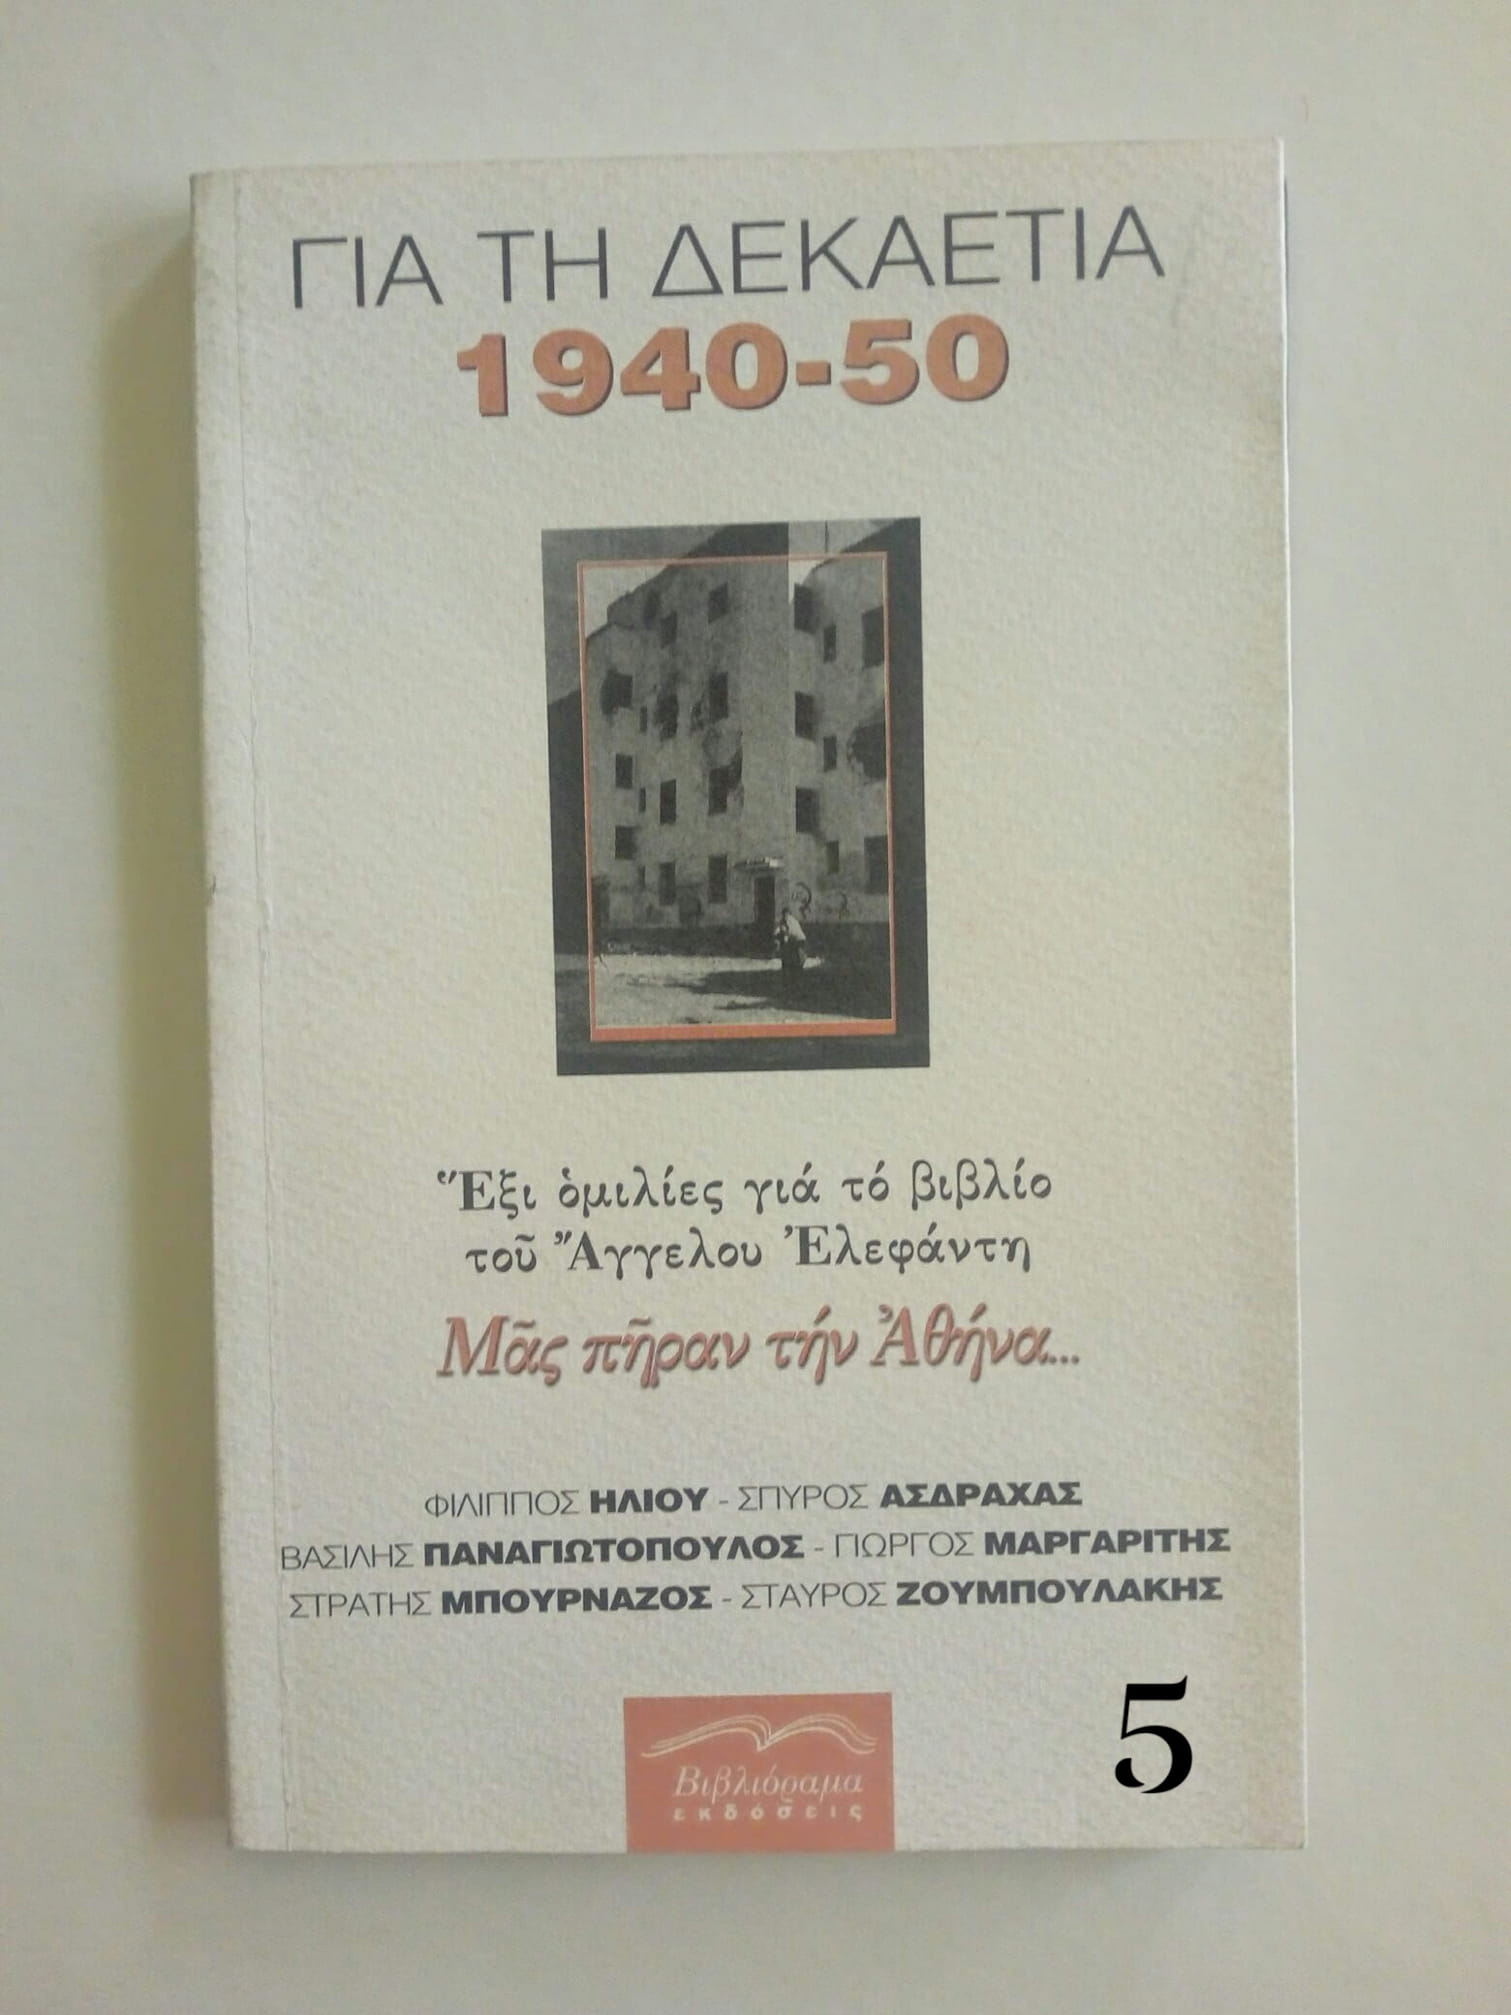 ΓΙΑ ΤΗ ΔΕΚΑΕΤΙΑ
1940-50
Ἕξι ὁμιλίες γιά τό βιβλίο
τοῦ Ἄγγελου Ἐλεφάντη
Μᾶς πῆραν τήν Ἀθήνα...
ΦΙΛΙΠΠΟΣ ΗΛΙΟΥ - ΣΠΥΡΟΣ ΑΣΔΡΑΧΑΣ
ΒΑΣΙΛΗΣ ΠΑΝΑΓΙΩΤΟΠΟΥΛΟΣ - ΓΙΩΡΓΟΣ ΜΑΡΓΑΡΙΤΗΣ
ΣΤΡΑΤΗΣ ΜΠΟΥΡΝΑΖΟΣ - ΣΤΑΥΡΟΣ ΖΟΥΜΠΟΥΛΑΚΗΣ
5
Βιβλιόραμα
εκδόσεις